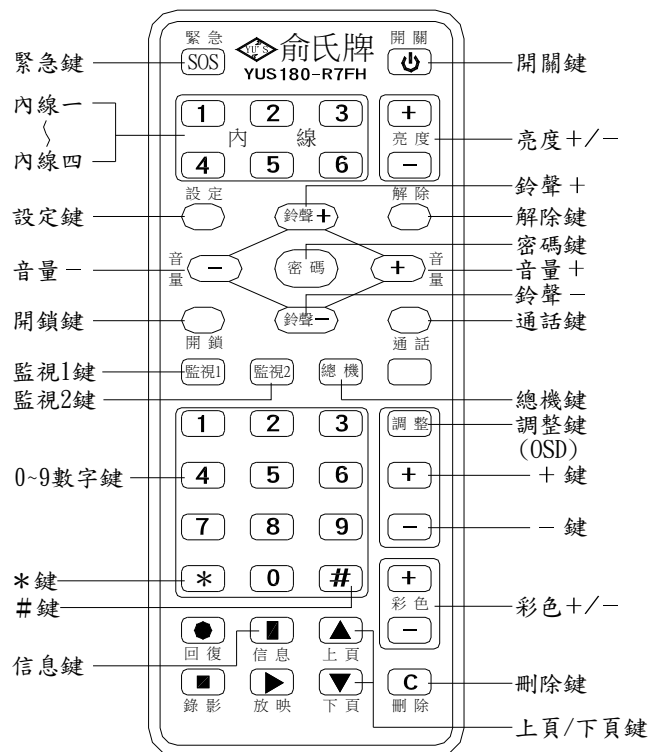 緊急
開關
緊急鍵
SOS
YUS
俞氏牌
開關鍵
YUS180-R7FH
內線一
1 2 3
+
～
內 線
亮度
亮度+/-
內線四
4 5 6
-
設定
解除
鈴聲+
設定鍵
鈴聲+
解除鍵
密碼鍵
音量-
音量
-
密碼
+
音量
音量+
鈴聲-
開鎖鍵
鈴聲-
通話鍵
開鎖
通話
監視1鍵
監視1
監視2
總機
監視2鍵
總機鍵
1 2 3
調整
調整鍵
(OSD)
0~9數字鍵
4 5 6
+
+鍵
7 8 9
-
-鍵
*鍵
* 0 #
+
#鍵
彩色
彩色+/-
-
回復
信息
上頁
信息鍵
C
刪除鍵
錄影
放映
下頁
刪除
上頁/下頁鍵